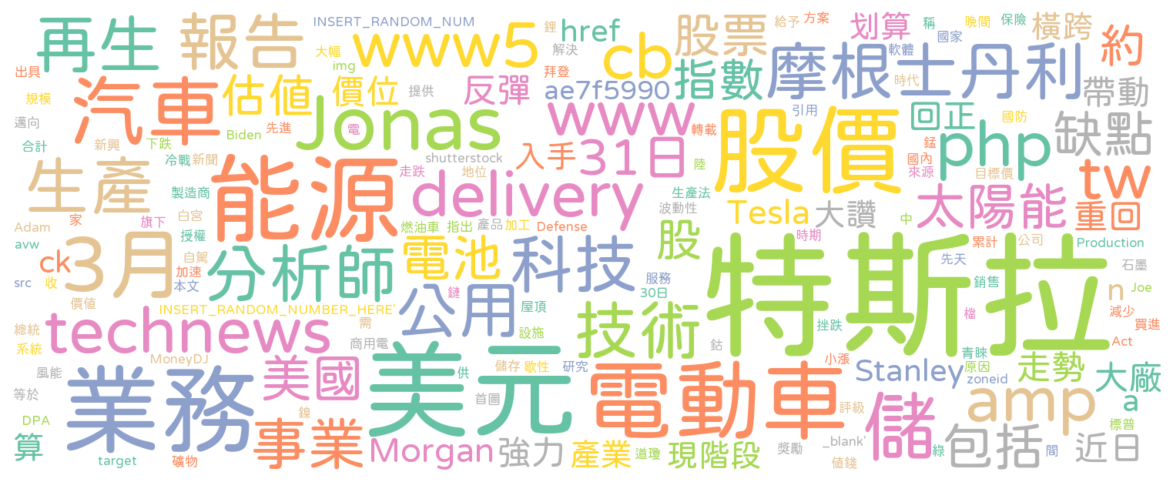 再生 報告 INSERT_RANDOM_NUM www5 href cb 股票 給予 方案 稱 晚間 保險 划算 國家 軟體 橫跨 約
出具 大幅 img 鋰 解決 拜登 ae7f5990 指數 摩根士丹利 時代 帶動
規模 汽車 估值 價位 提供 反彈 www 引用 回正 國防 缺點
邁向 先進 Jonas 電 轉載 股價 php
合計 新興 下跌 Biden 冷戰 新聞 走跌 shutterstock 地位 入手 31日 陸 錳 國內 來源 目標價 tw
生產 製造商 能源 delivery 生產法 波動性 Tesla 大讚 太陽能 重回
Adam 家 旗下 白宮 授權 燃油車 指出 產品 加工 Defense 股 時期 中 累計 公司 Production
avw ck 3月 自駕 加速 分析師 電池 科技 特斯拉 先天 石墨
src 收 本文 服務 30日 銷售 n Joe
價值 INSERT_RANDOM_NUMBER_HERE' 公用 屋頂 技術 檔 減少 買進
總統 technews 需 鏈 設施 挫跌 Act
系統 MoneyDJ 商用電 鈷 小漲 青睞 原因 走勢
風能 業務 美國 美元 供 儲存 歌性 研究 電動車 Stanley zoneid 大廠
等於 首圖 評級 儲 amp a
DPA 鎳 事業 Morgan 強力 產業 道瓊 現階段 獎勵 _blank' 綠 包括 間 近日 標普
算 target 礦物 值錢